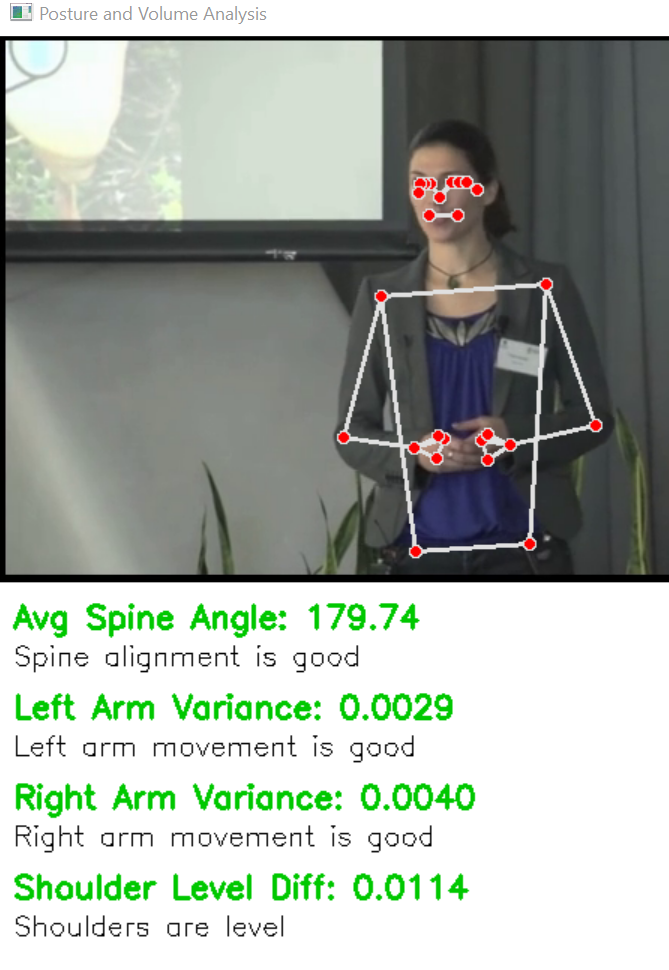 Posture and Volume Analysis
Avg Spine Angle: 179.74
Spine alignment is good
Left Arm Variance: 0.0029
Left arm movement is good
Right Arm Variance: 0.0040
Right arm movement is good
Shoulder Level Diff: 0.0114
Shoulders are level